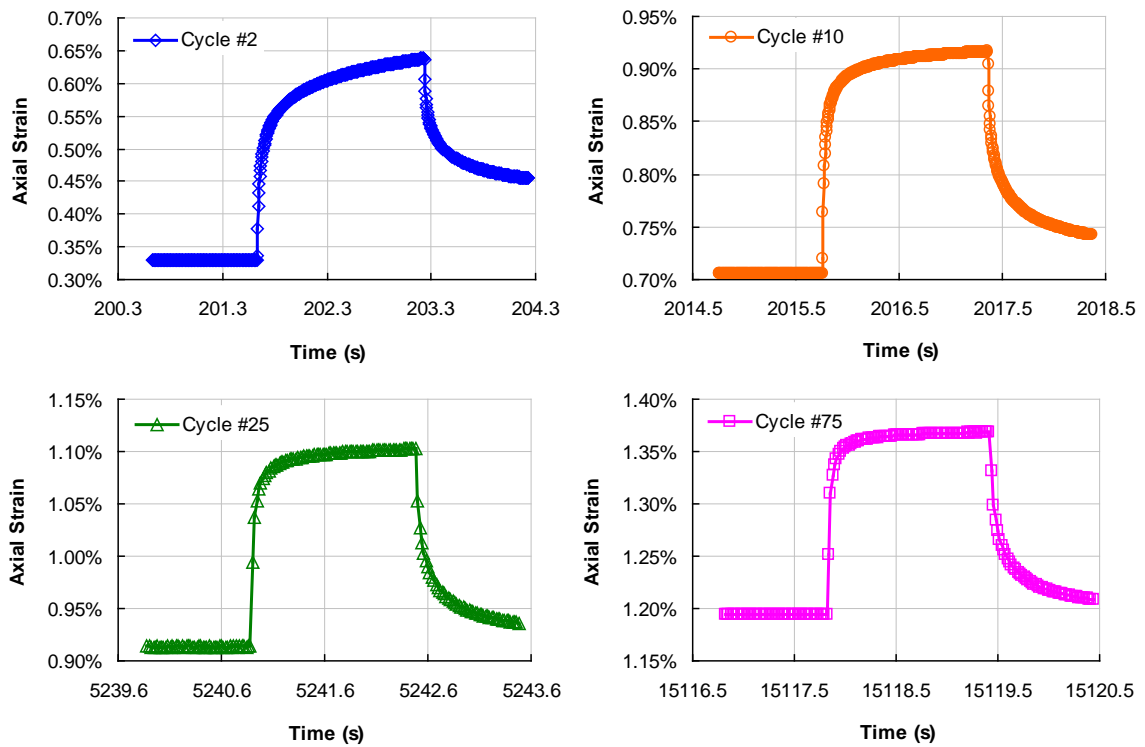 0.70%
0.65%
0.60%
0.55%
0.50%
0.45%
0.40%
0.35%
0.30%
Axial Strain
Cycle #2
200.3 201.3 202.3 203.3 204.3
Time (s)
0.95%
0.90%
0.85%
0.80%
0.75%
0.70%
Axial Strain
Cycle #10
2014.5 2015.5 2016.5 2017.5 2018.5
Time (s)
1.15%
1.10%
1.05%
1.00%
0.95%
0.90%
Axial Strain
Cycle #25
5239.6 5240.6 5241.6 5242.6 5243.6
Time (s)
1.40%
1.35%
1.30%
1.25%
1.20%
1.15%
Axial Strain
Cycle #75
15116.5 15117.5 15118.5 15119.5 15120.5
Time (s)